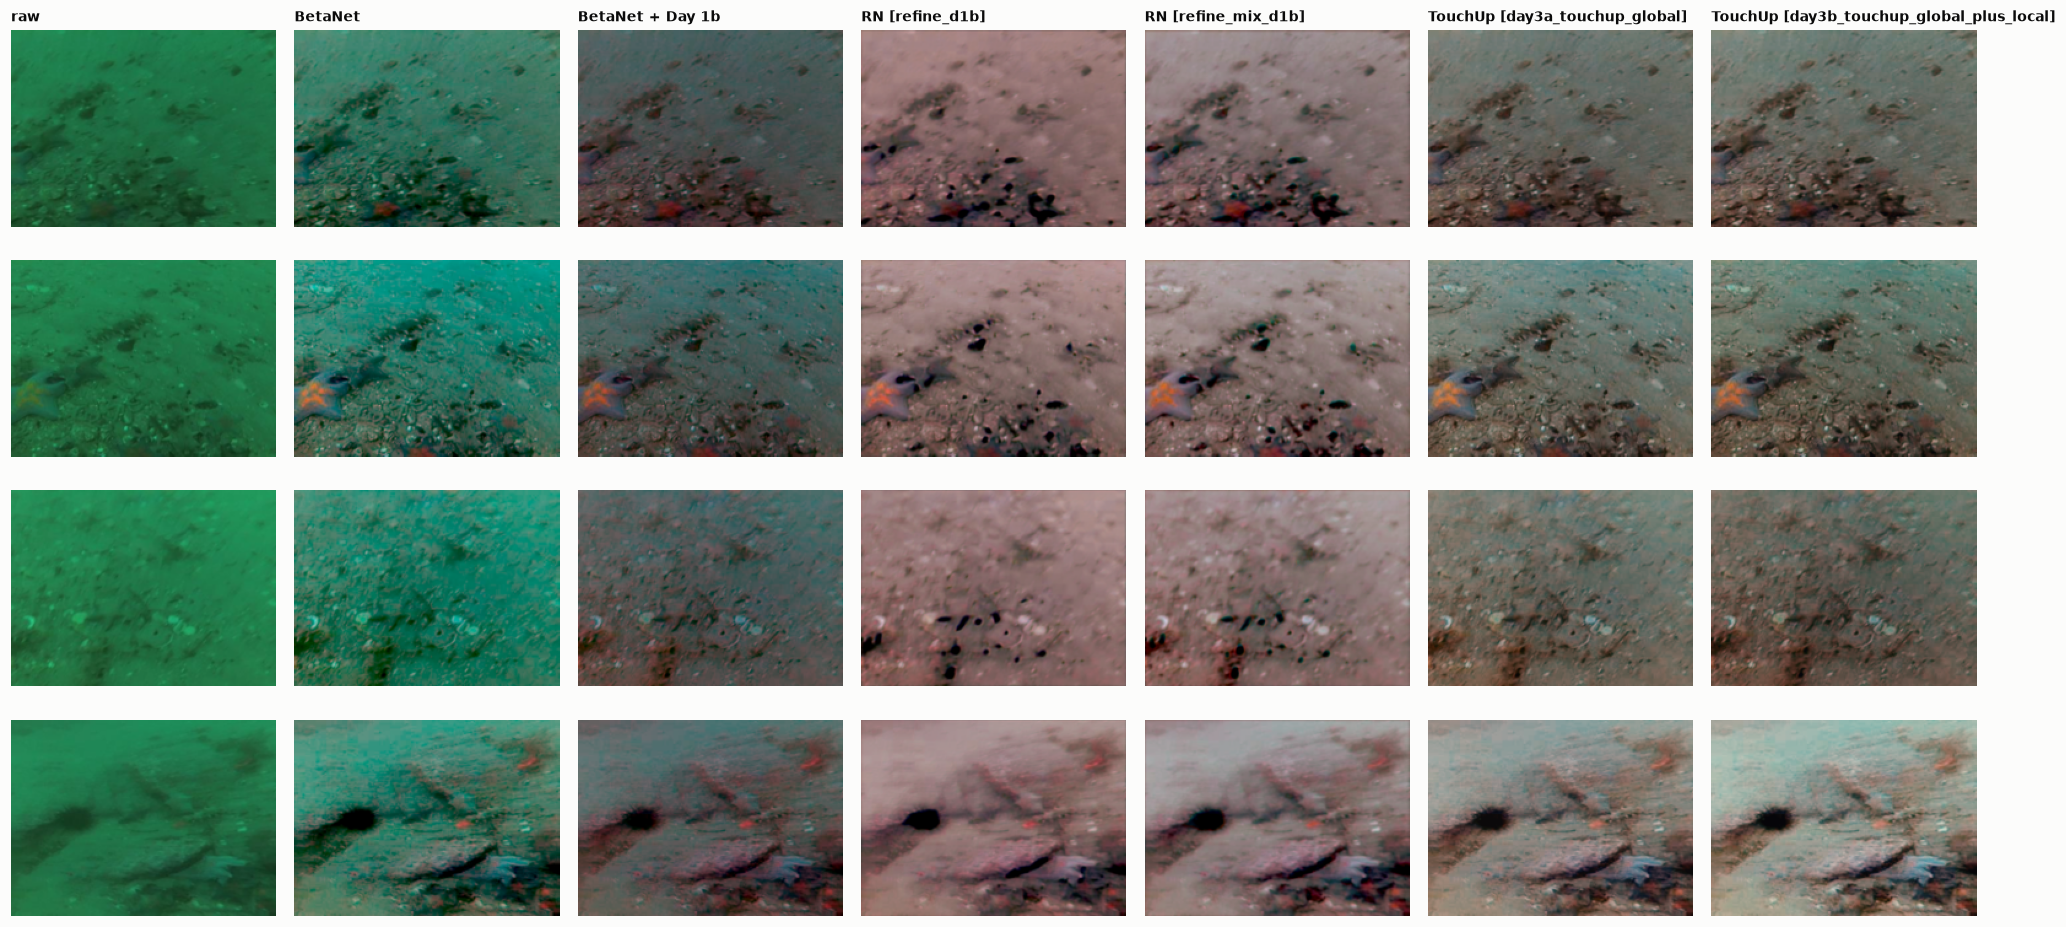 raw
BetaNet
BetaNet + Day 1b
RN [refine_d1b]
RN [refine_mix_d1b]
TouchUp [day3a_touchup_global]
TouchUp [day3b_touchup_global_plus_local]